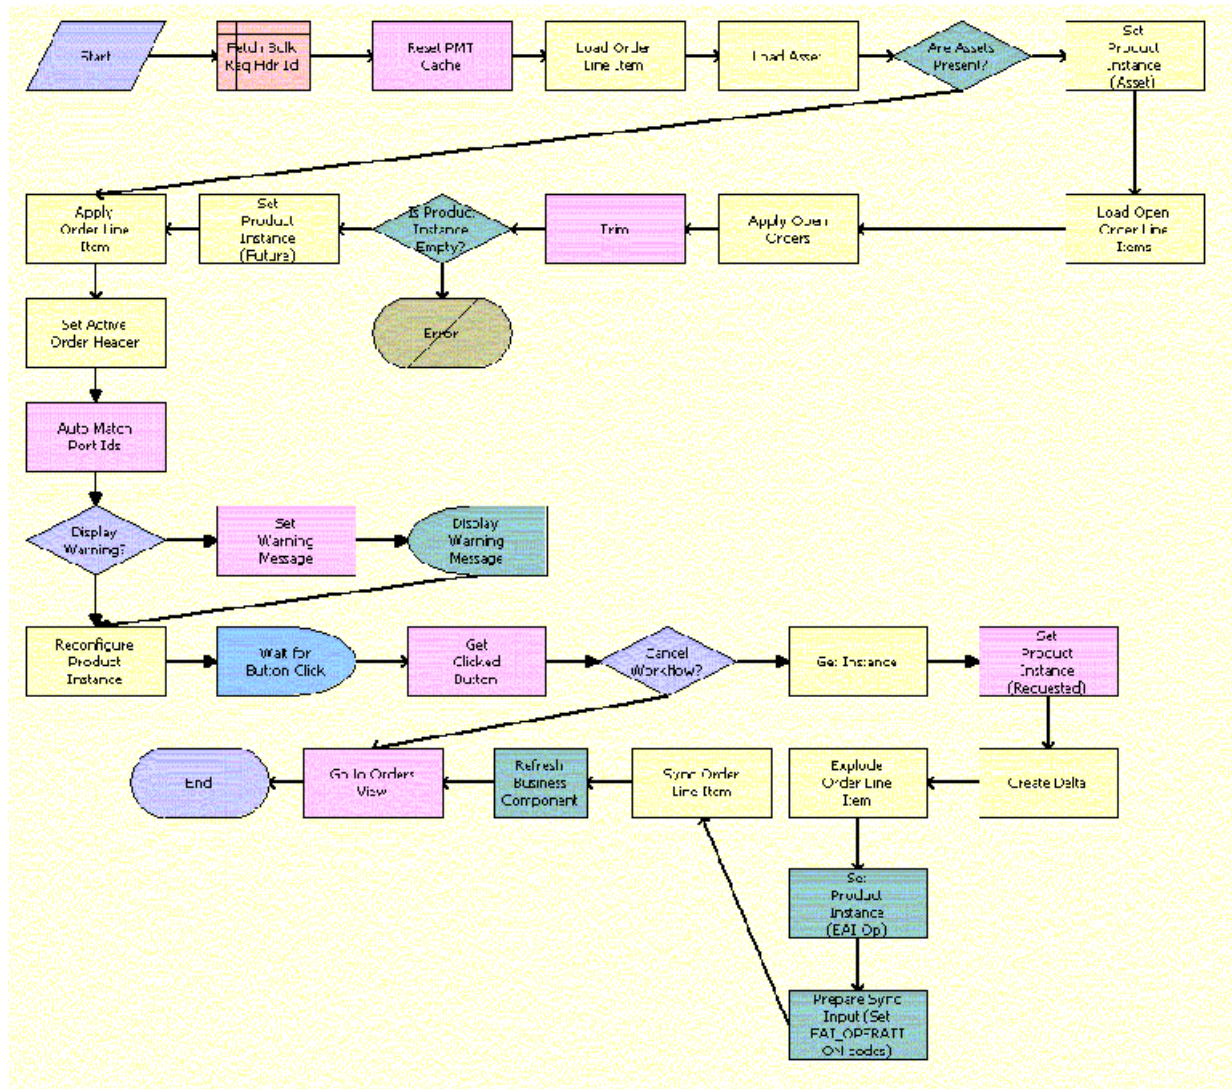 Start
Fetch Bulk
Req Hdr Id
Reset PMT
Cache
Load Order
Line Item
Load Asset
Are Assets
Present?
Set
Product
Instance
(Asset)
Apply
Order Line
Item
Set
Product
Instance
(Future)
Is Product
Instance
Empty?
Trim
Apply Open
Orders
Load Open
Order Line
Items
Set Active
Order Header
Error
Auto Match
Port Ids
Display
Warning?
Set
Warning
Message
Display
Warning
Message
Reconfigure
Product
Instance
Wait for
Button Click
Get
Clicked
Button
Cancel
Workflow?
Get Instance
Set
Product
Instance
(Requested)
End
Go to Orders
View
Refresh
Business
Component
Sync Order
Line Item
Explode
Order Line
Item
Create Delta
Set
Product
Instance
(EAI Op)
Prepare Sync
Input (Set
EAI_OPERATI
ON codes)